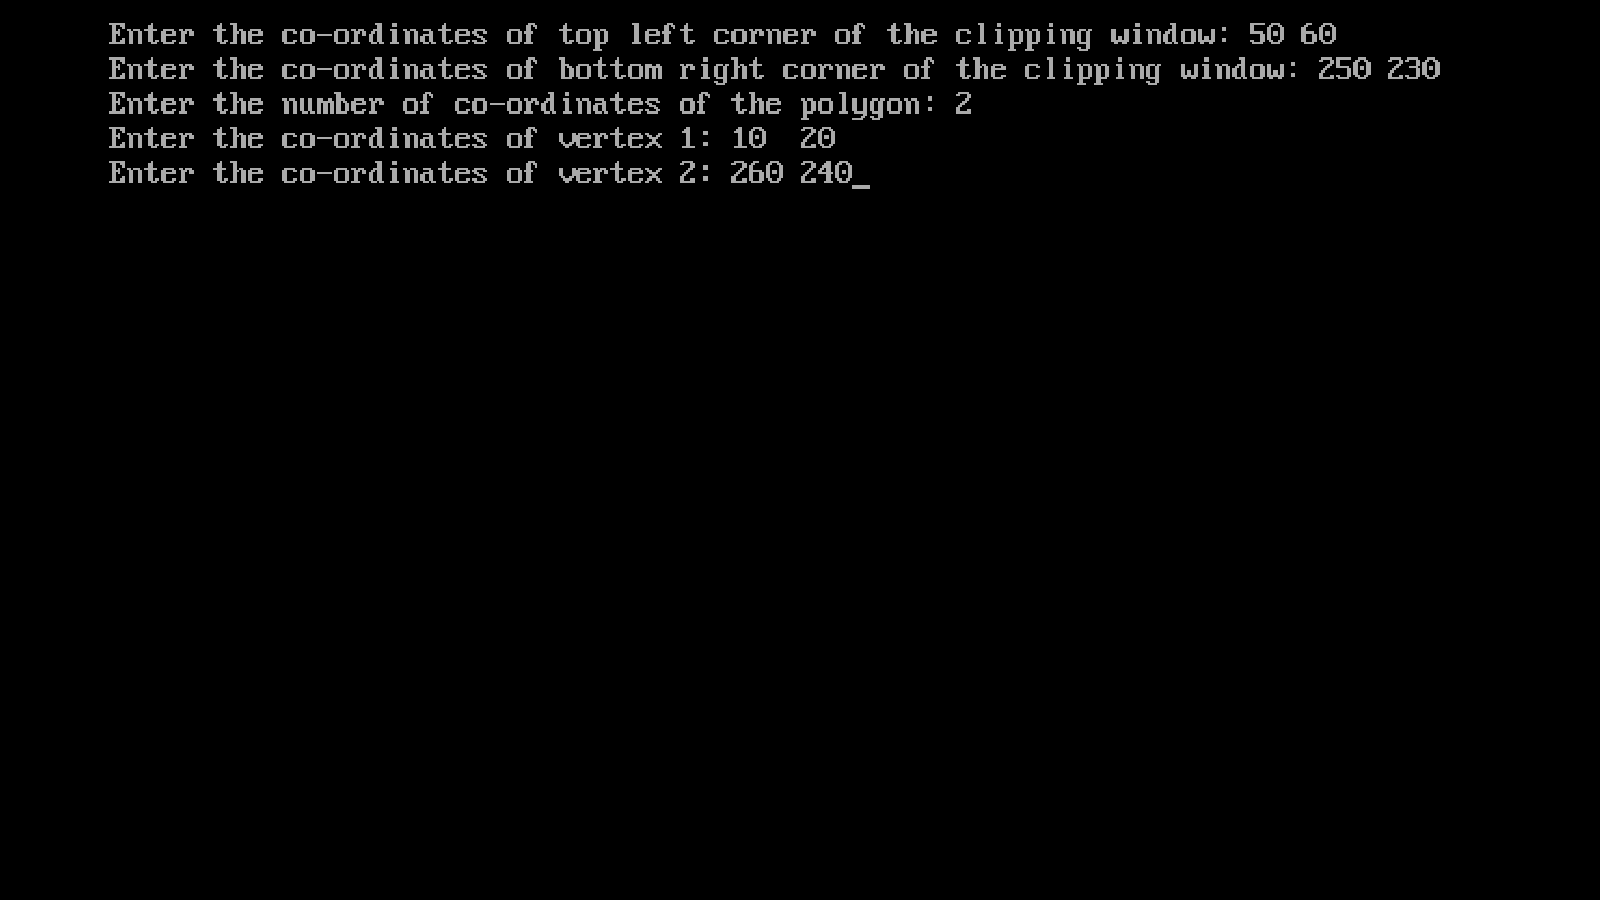 Enter the co-ordinates of top left corner of the clipping window: 50 60
Enter the co-ordinates of bottom right corner of the clipping window: 250 230
Enter the number of co-ordinates of the polygon: 2
Enter the co-ordinates of vertex 1: 10  20
Enter the co-ordinates of vertex 2: 260 240_